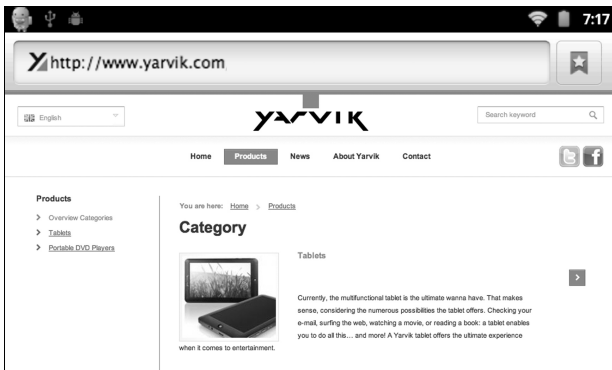 7:17
http://www.yarvik.com
English
YARVIK
Search keyword
Home Products News About Yarvik Contact
Products
Overview Categories
Tablets
Portable DVD Players
You are here: Home > Products
Category
Tablets
Currently, the multifunctional tablet is the ultimate wanna have. That makes
sense, considering the numerous possibilities the tablet offers. Checking your
e-mail, surfing the web, watching a movie, or reading a book: a tablet enables
you to do all this... and more! A Yarvik tablet offers the ultimate experience
when it comes to entertainment.